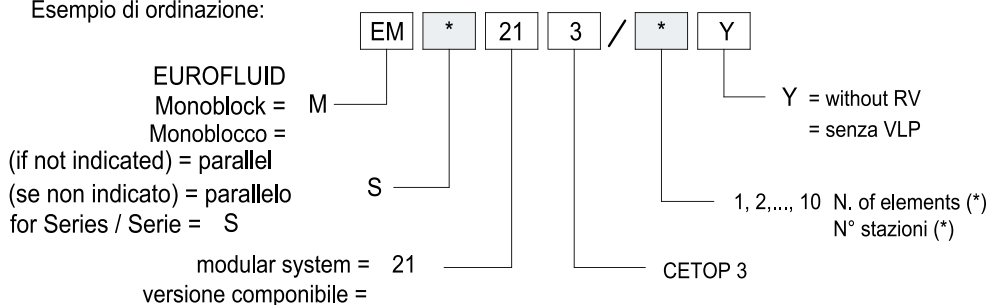 Esempio di ordinazione:
EM * 21 3 / * Y
EUROFLUID
Monoblock = M
Monoblocco =
(if not indicated) = parallel
(se non indicato) = parallelo
for Series / Serie = S
S
modular system = 21
versione componibile =
Y = without RV
= senza VLP
1, 2,..., 10 N. of elements (*)
N° stazioni (*)
CETOP 3